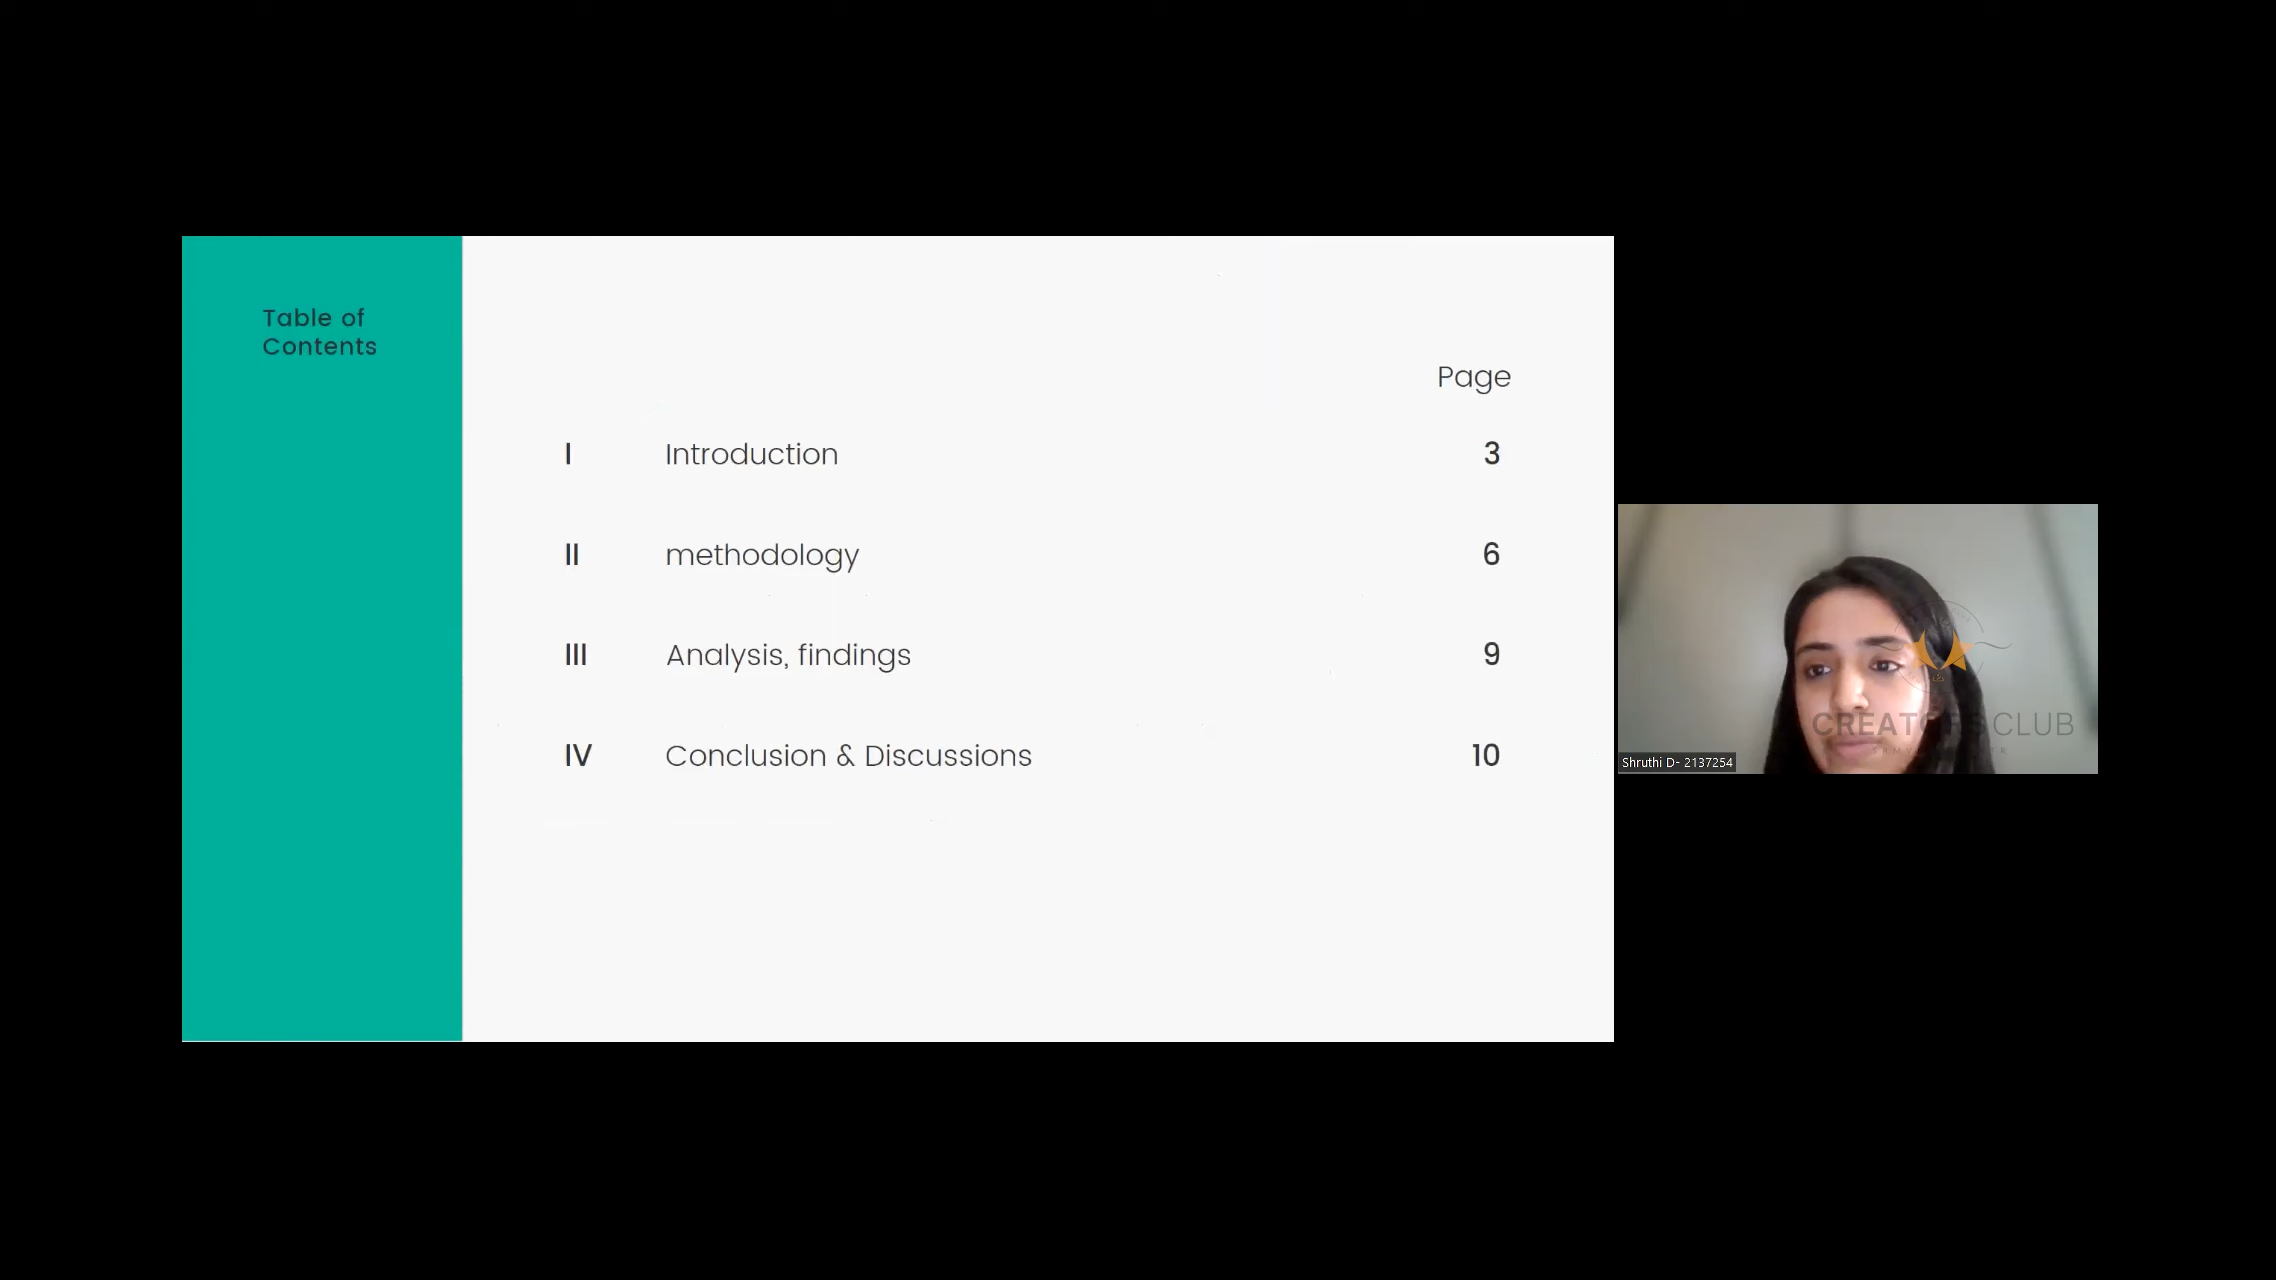 Table of
Contents
Page
I Introduction 3
II methodology 6
III Analysis, findings 9
IV Conclusion & Discussions 10
CREATORS CLUB
Shruthi D- 2137254